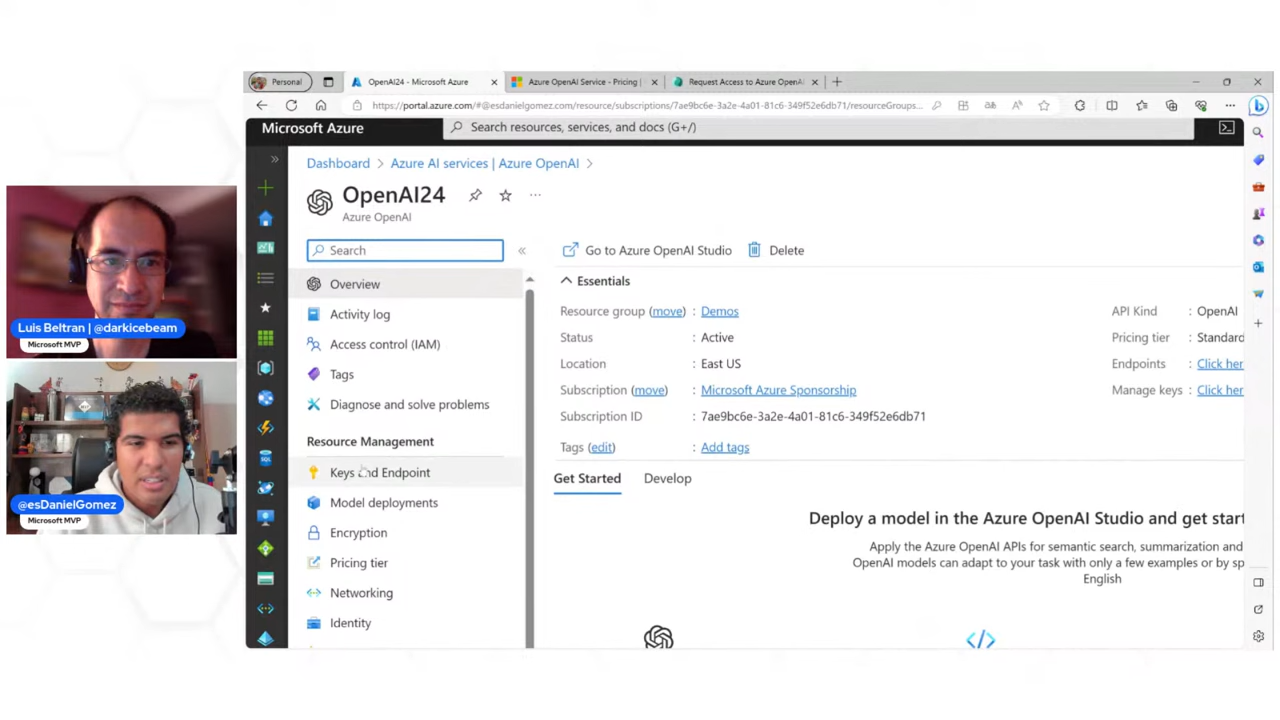 Personal
OpenAI24 - Microsoft Azure
Azure OpenAI Service - Pricing |
Request Access to Azure OpenAI
https://portal.azure.com/#@esdanielgomez.com/resource/subscriptions/7ae9bc6e-3a2e-4a01-81c6-349f52e6db71/resourceGroups...
Microsoft Azure
Search resources, services, and docs (G+/)
Dashboard > Azure AI services | Azure OpenAI >
OpenAI24
Azure OpenAI
Search
Go to Azure OpenAI Studio
Delete
Overview
Activity log
Access control (IAM)
Tags
Diagnose and solve problems
Resource Management
Keys and Endpoint
Model deployments
Encryption
Pricing tier
Networking
Identity
Essentials
Resource group (move) : Demos
Status : Active
Location : East US
Subscription (move) : Microsoft Azure Sponsorship
Subscription ID : 7ae9bc6e-3a2e-4a01-81c6-349f52e6db71
Tags (edit) : Add tags
API Kind : OpenAI
Pricing tier : Standard
Endpoints : Click her
Manage keys : Click her
Get Started
Develop
Deploy a model in the Azure OpenAI Studio and get start
Apply the Azure OpenAI APIs for semantic search, summarization and
OpenAI models can adapt to your task with only a few examples or by sp
English
Luis Beltran | @darkicebeam
Microsoft MVP
@esDanielGomez
Microsoft MVP